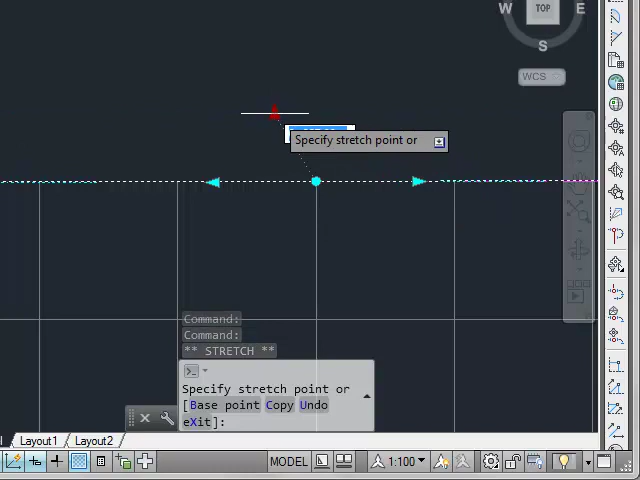 W
TOP
E
S
WCS
Specify stretch point or
Command:
Command:
** STRETCH **
Specify stretch point or
[Base point Copy Undo
eXit]:
Layout1
Layout2
MODEL
1:100